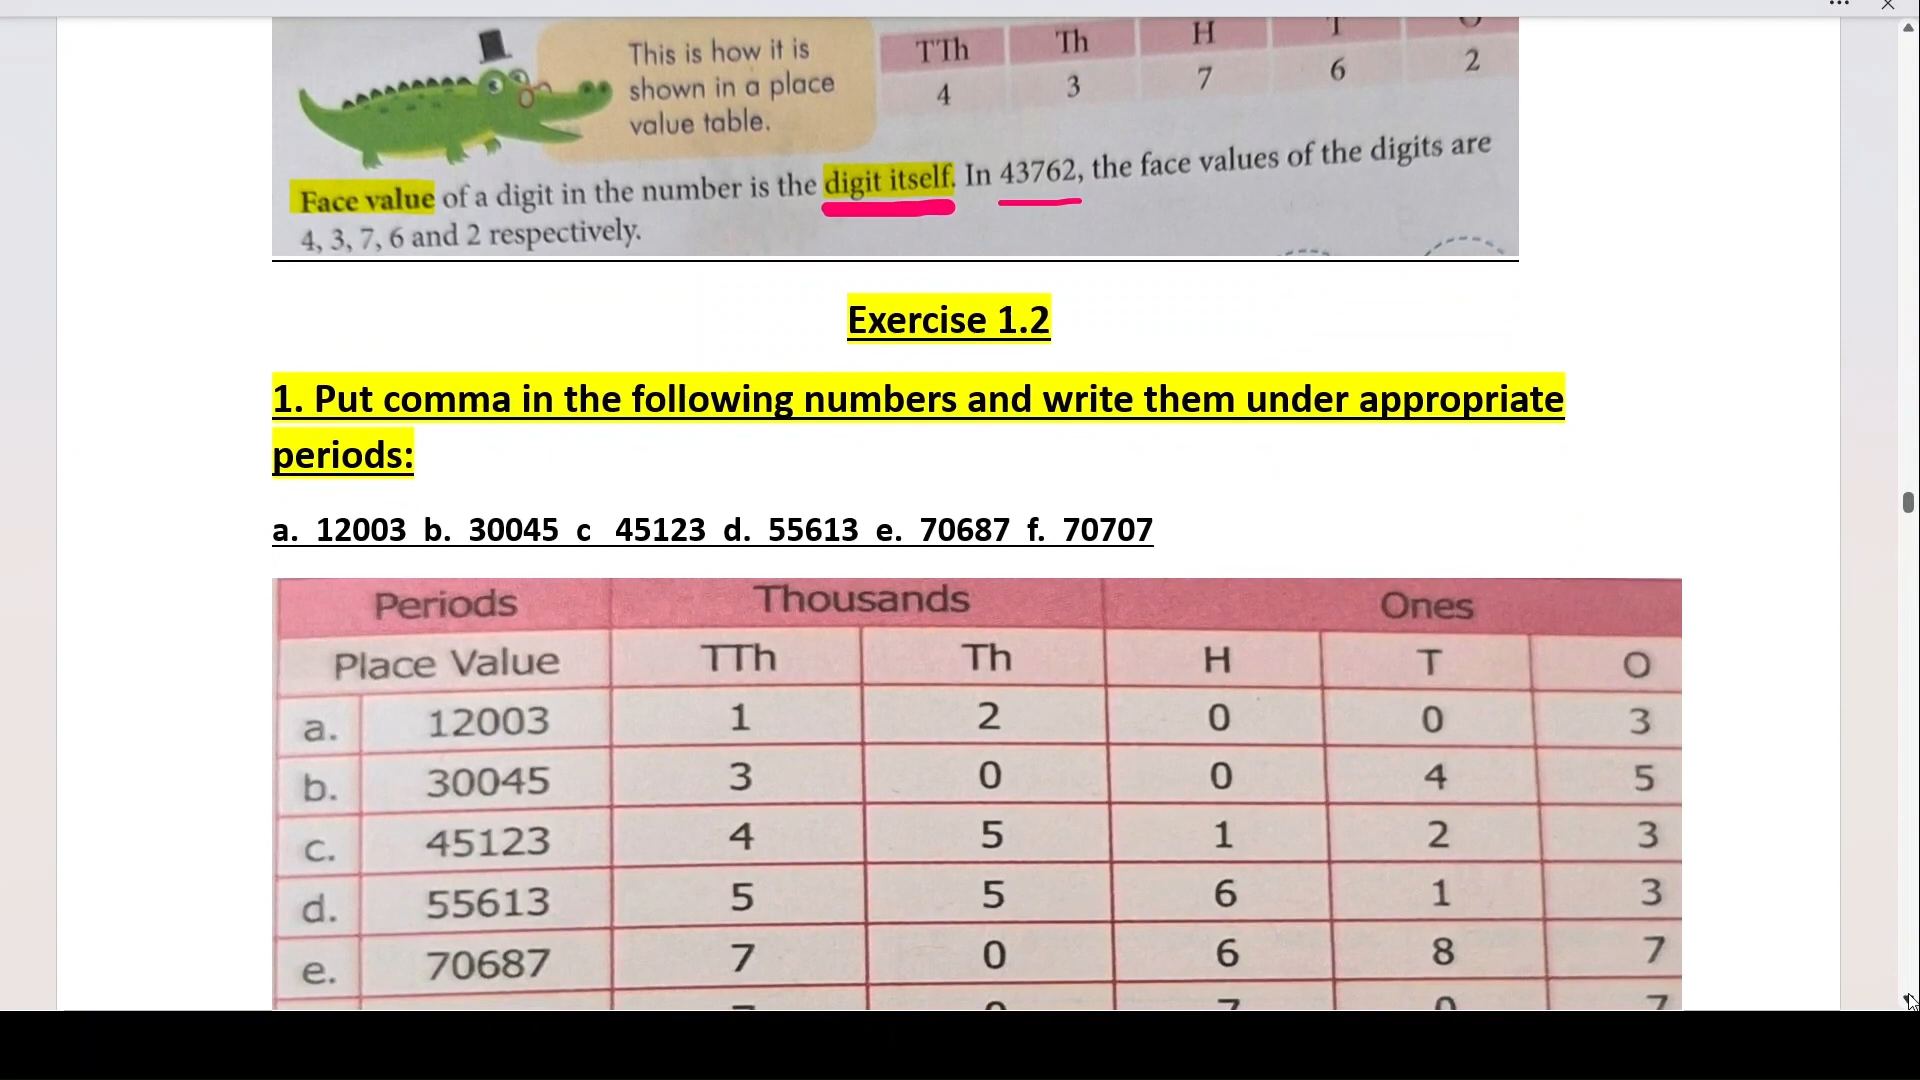 This is how it is
shown in a place
value table.
TTh Th H T
4 3 7 6 2
Face value of a digit in the number is the digit itself. In 43762, the face values of the digits are
4, 3, 7, 6 and 2 respectively.
Exercise 1.2
1. Put comma in the following numbers and write them under appropriate
periods:
a. 12003 b. 30045 c 45123 d. 55613 e. 70687 f. 70707
Periods Thousands Ones
Place Value TTh Th H T O
a. 12003 1 2 0 0 3
b. 30045 3 0 0 4 5
c. 45123 4 5 1 2 3
d. 55613 5 5 6 1 3
e. 70687 7 0 6 8 7